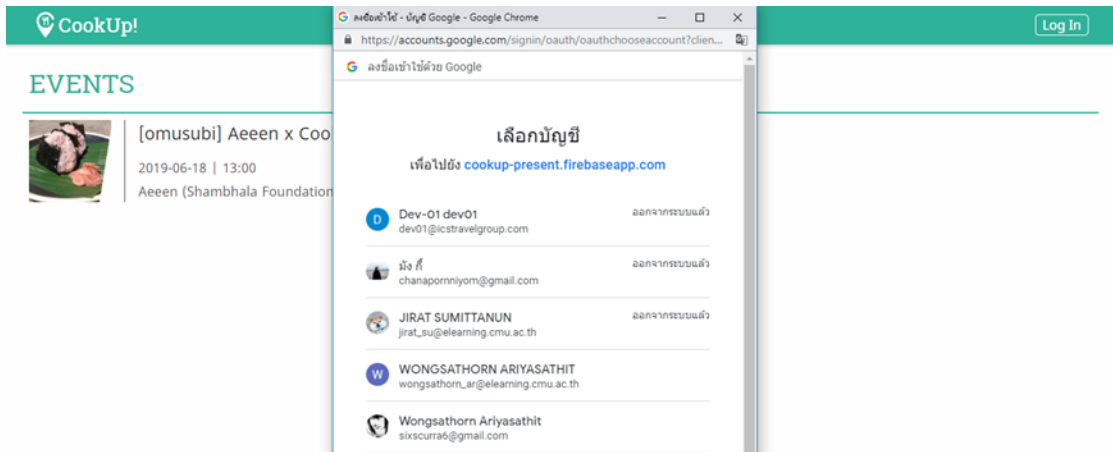 CookUp!
Log In
EVENTS
[omusubi] Aeeen x Coo
2019-06-18 | 13:00
Aeeen (Shambhala Foundation
ลงชื่อเข้าใช้ - บัญชี Google - Google Chrome
https://accounts.google.com/signin/oauth/oauthchooseaccount?clien...
ลงชื่อเข้าใช้ด้วย Google
เลือกบัญชี
เพื่อไปยัง cookup-present.firebaseapp.com
D Dev-01 dev01 ออกจากระบบแล้ว
dev01@icstravelgroup.com
มัง กี้ ออกจากระบบแล้ว
chanapornniyom@gmail.com
JIRAT SUMITTANUN ออกจากระบบแล้ว
jirat_su@elearning.cmu.ac.th
W WONGSATHORN ARIYASATHIT
wongsathorn_ar@elearning.cmu.ac.th
Wongsathorn Ariyasathit
sixscurra6@gmail.com